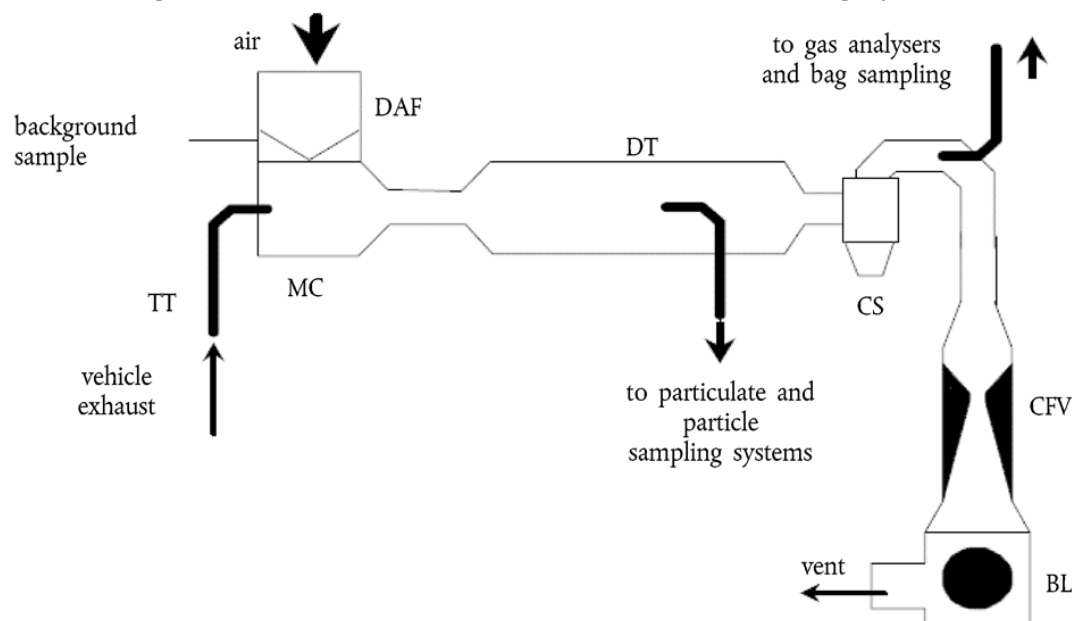 air
to gas analysers
and bag sampling
DAF
background
sample
DT
MC
CS
TT
vehicle
exhaust
to particulate and
particle
sampling systems
CFV
vent
BL